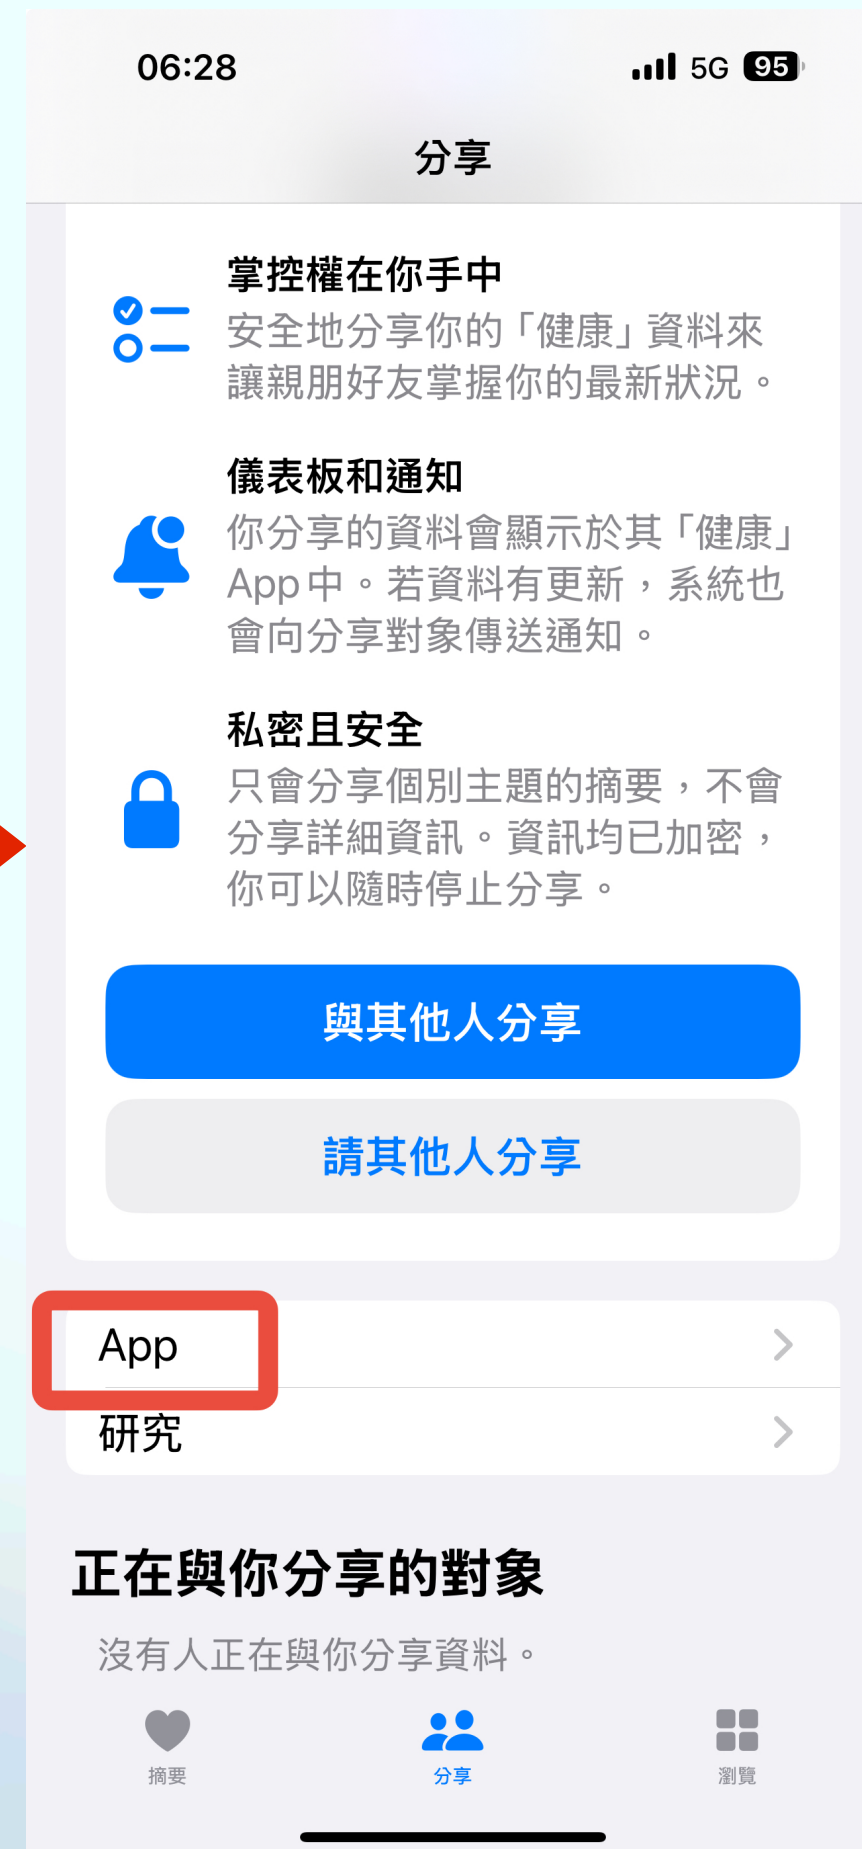 06:28
5G 95
分享
掌控權在你手中
安全地分享你的「健康」資料來
讓親朋好友掌握你的最新狀況。
儀表板和通知
你分享的資料會顯示於其「健康」
App中。若資料有更新，系統也
會向分享對象傳送通知。
私密且安全
只會分享個別主題的摘要，不會
分享詳細資訊。資訊均已加密，
你可以隨時停止分享。
與其他人分享
請其他人分享
App
研究
正在與你分享的對象
沒有人正在與你分享資料。
摘要
分享
瀏覽